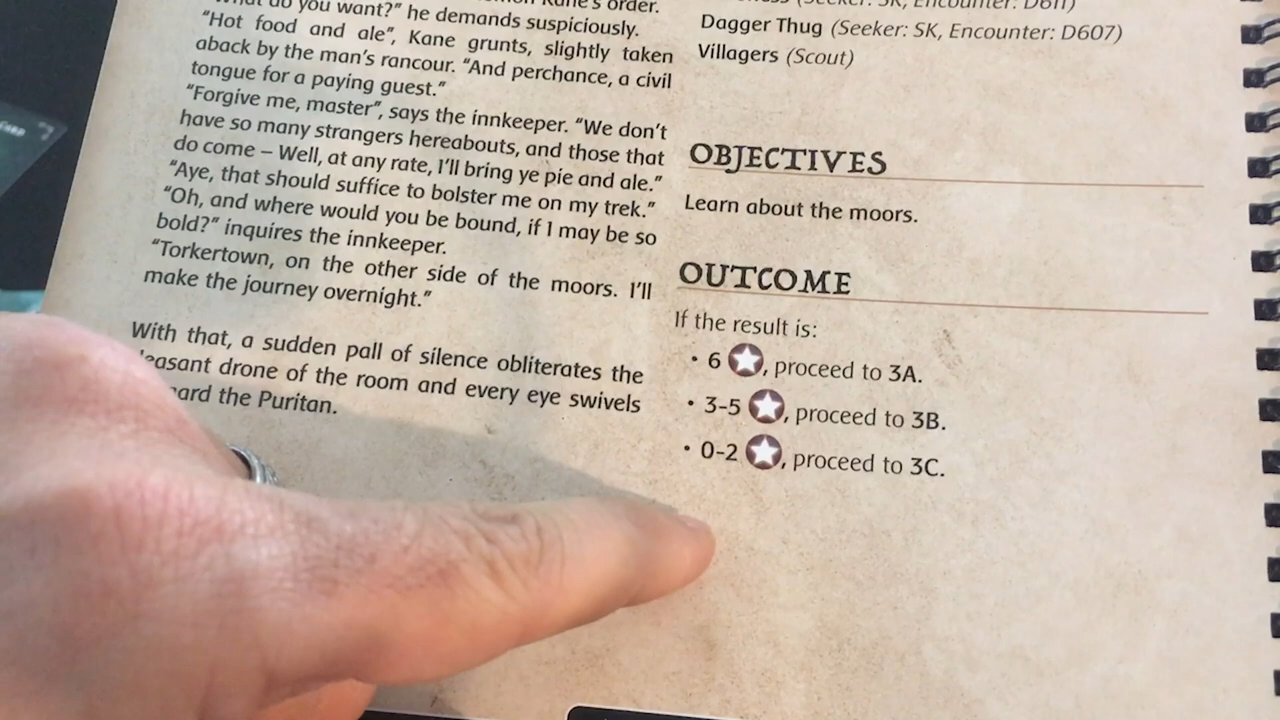 do you want?” he demands suspiciously.
“Hot food and ale”, Kane grunts, slightly taken
aback by the man’s rancour. “And perchance, a civil
tongue for a paying guest.”
“Forgive me, master”, says the innkeeper. “We don’t
have so many strangers hereabouts, and those that
do come – Well, at any rate, I’ll bring ye pie and ale.”
“Aye, that should suffice to bolster me on my trek.”
“Oh, and where would you be bound, if I may be so
bold?” inquires the innkeeper.
“Torkertown, on the other side of the moors. I’ll
make the journey overnight.”
With that, a sudden pall of silence obliterates the
drone of the room and every eye swivels
the Puritan.
Dagger Thug (Seeker: SK, Encounter: D607)
Villagers (Scout)
OBJECTIVES
Learn about the moors.
OUTCOME
If the result is:
• 6 , proceed to 3A.
• 3-5 , proceed to 3B.
• 0-2 , proceed to 3C.